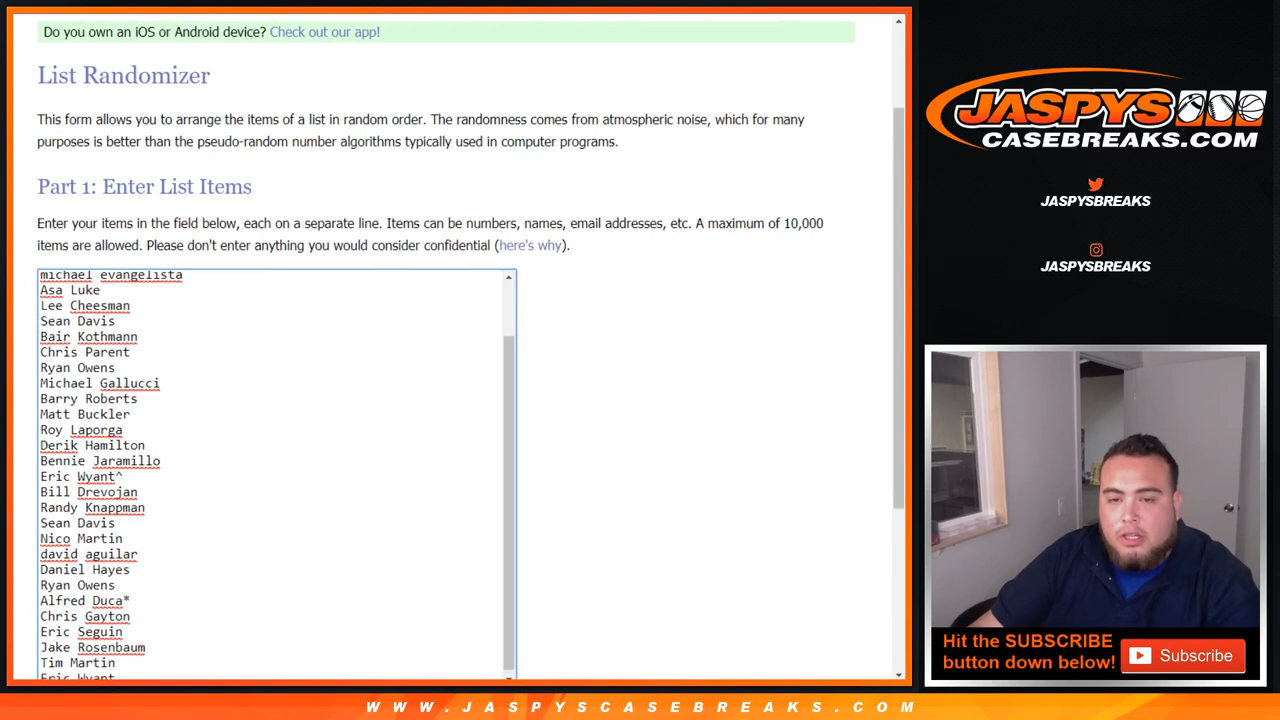 Do you own an iOS or Android device? Check out our app!
List Randomizer
This form allows you to arrange the items of a list in random order. The randomness comes from atmospheric noise, which for many
purposes is better than the pseudo-random number algorithms typically used in computer programs.
Part 1: Enter List Items
Enter your items in the field below, each on a separate line. Items can be numbers, names, email addresses, etc. A maximum of 10,000
items are allowed. Please don't enter anything you would consider confidential (here's why).
michael evangelista
Asa Luke
Lee Cheesman
Sean Davis
Bair Kothmann
Chris Parent
Ryan Owens
Michael Gallucci
Barry Roberts
Matt Buckler
Roy Laporga
Derik Hamilton
Bennie Jaramillo
Eric Wyant^
Bill Drevojan
Randy Knappman
Sean Davis
Nico Martin
david aguilar
Daniel Hayes
Ryan Owens
Alfred Duca*
Chris Gayton
Eric Seguin
Jake Rosenbaum
Tim Martin
Eric Wyant
JASPYS
CASEBREAKS.COM
JASPYSBREAKS
JASPYSBREAKS
Hit the SUBSCRIBE
button down below!
Subscribe
WWW.JASPYSCASEBREAKS.COM